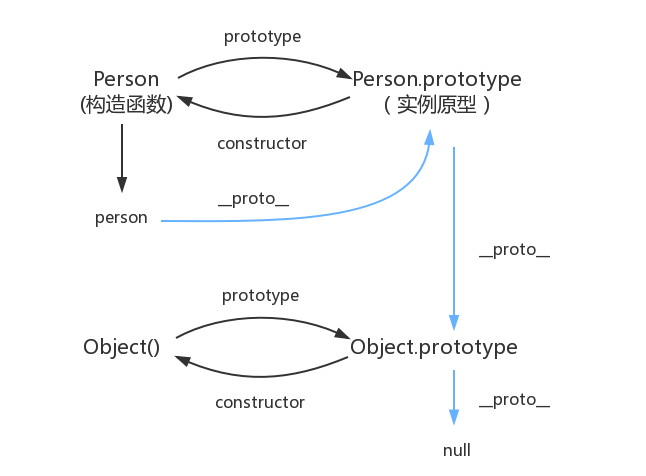 prototype
Person
Person.prototype
(构造函数)
( 实例原型 )
constructor
__proto__
person
__proto__
prototype
Object()
Object.prototype
constructor
__proto__
null